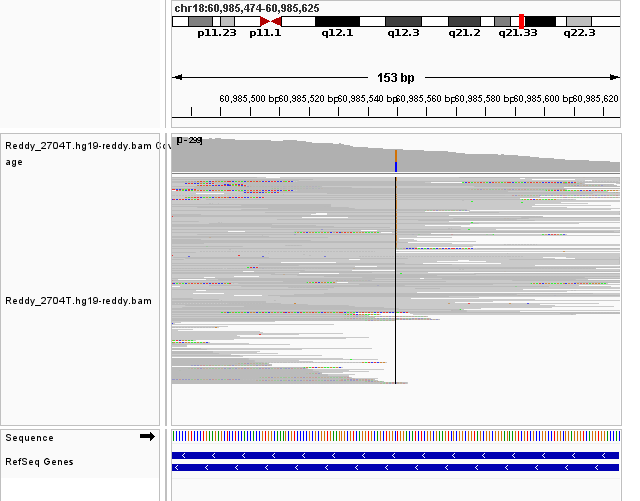 chr18:60,985,474-60,985,625
p11.23 p11.1 q12.1 q12.3 q21.2 q21.33 q22.3
153 bp
60,985,500 bp 60,985,520 bp 60,985,540 bp 60,985,560 bp 60,985,580 bp 60,985,600 bp 60,985,620
Reddy_2704T.hg19-reddy.bam Cov
age
[0 - 299]
Reddy_2704T.hg19-reddy.bam
Sequence
RefSeq Genes